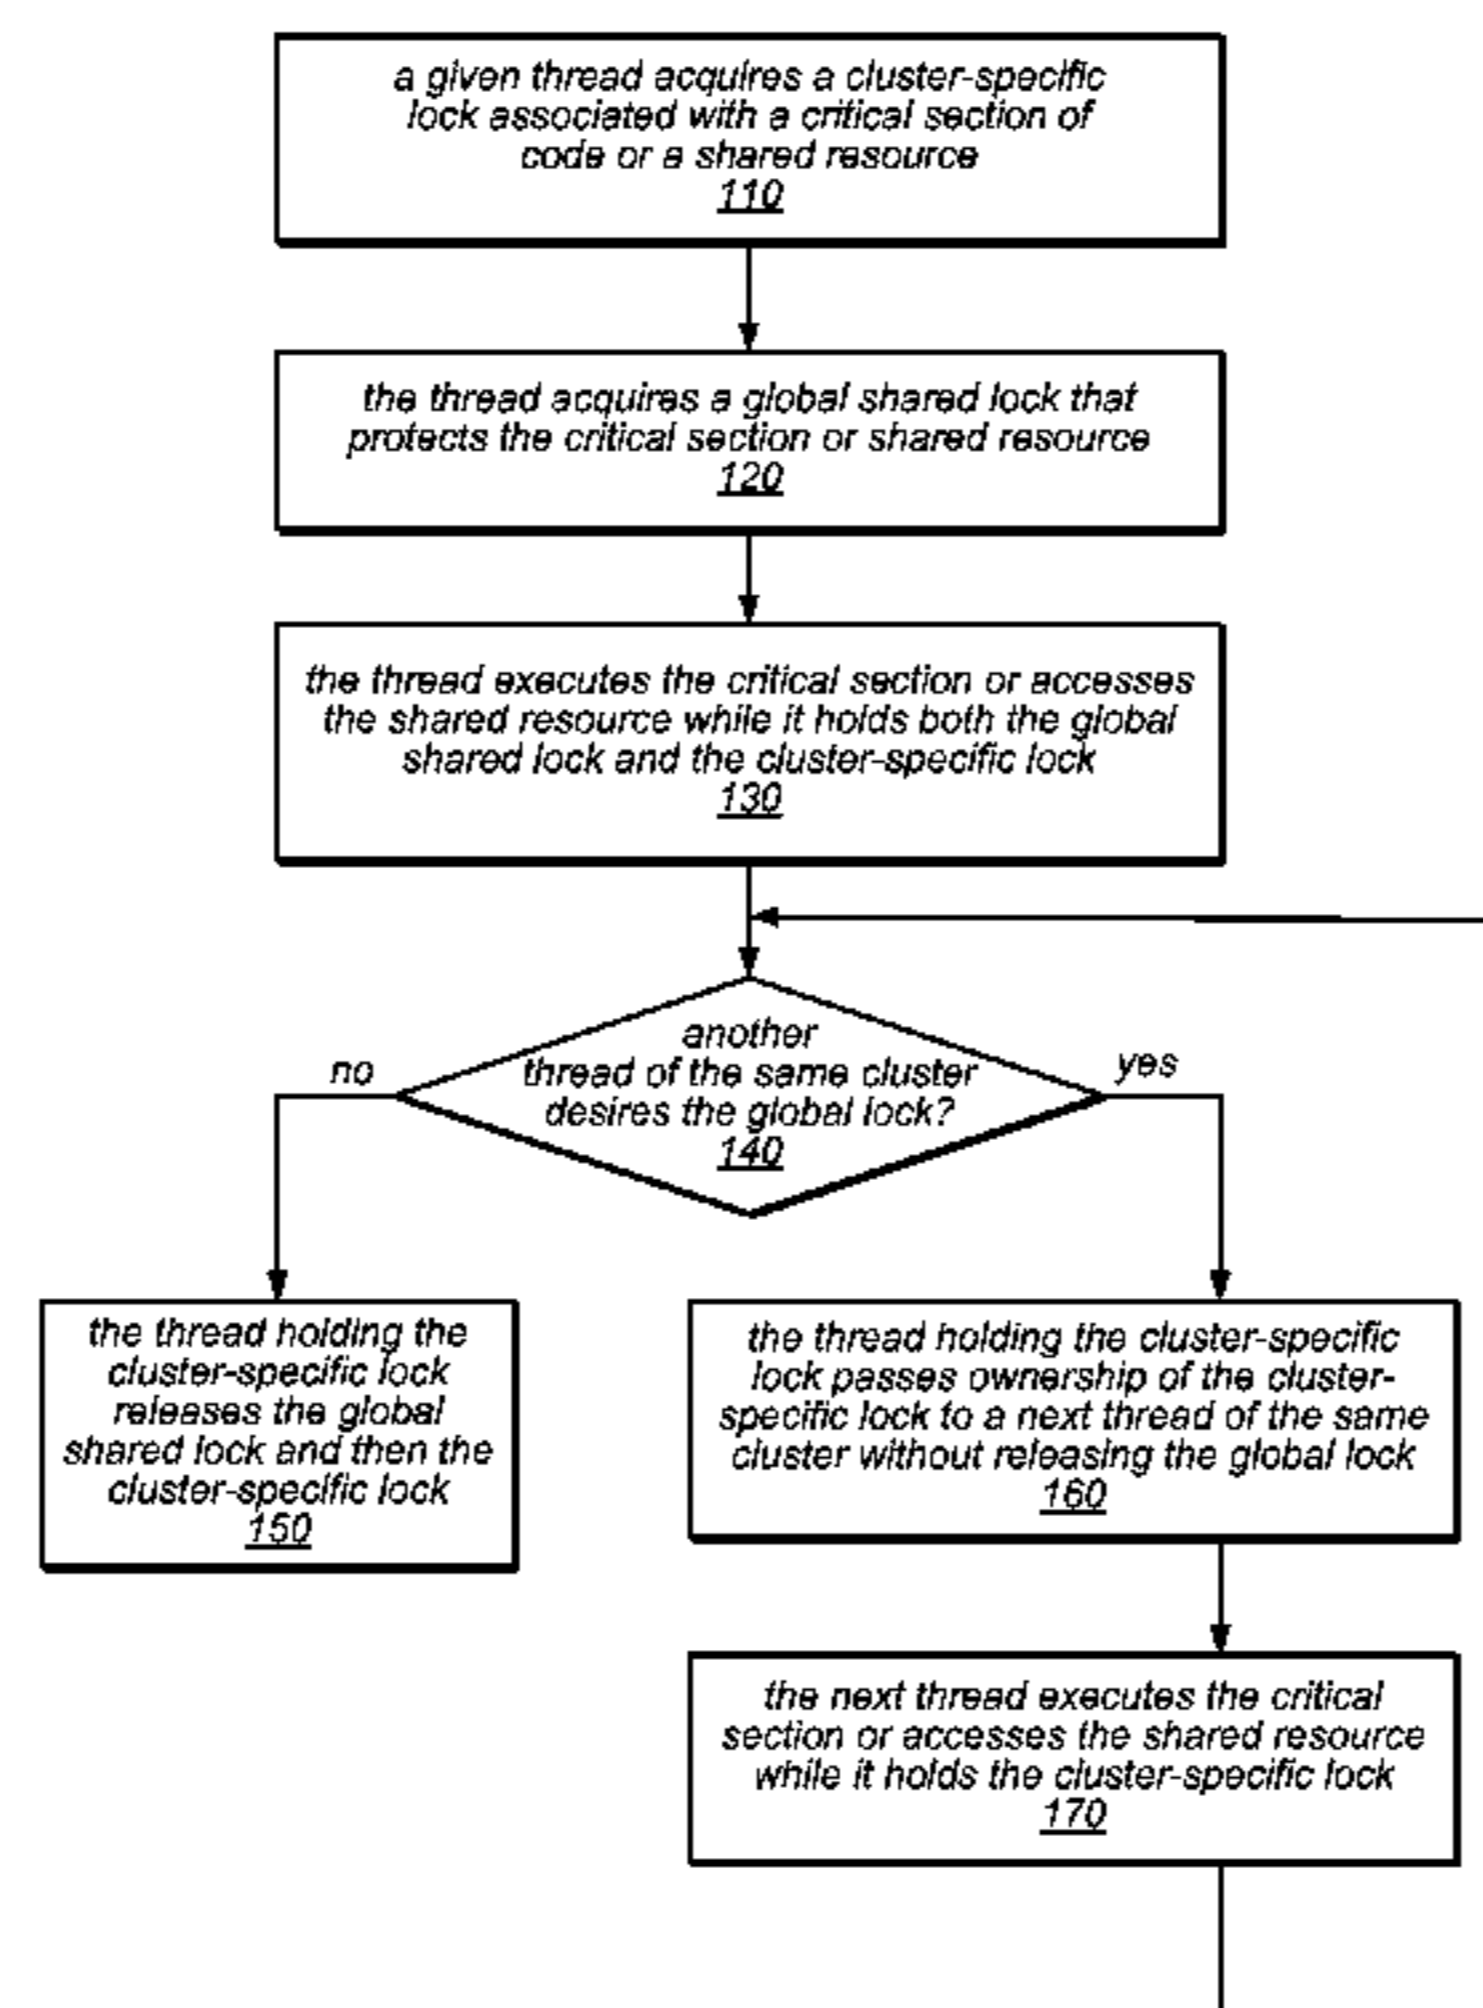 a given thread acquires a cluster-specific
lock associated with a critical section of
code or a shared resource
110
the thread acquires a global shared lock that
protects the critical section or shared resource
120
the thread executes the critical section or accesses
the shared resource while it holds both the global
shared lock and the cluster-specific lock
130
another
thread of the same cluster
desires the global lock?
140
no
yes
the thread holding the
cluster-specific lock
releases the global
shared lock and then the
cluster-specific lock
150
the thread holding the cluster-specific
lock passes ownership of the cluster-
specific lock to a next thread of the same
cluster without releasing the global lock
160
the next thread executes the critical
section or accesses the shared resource
while it holds the cluster-specific lock
170